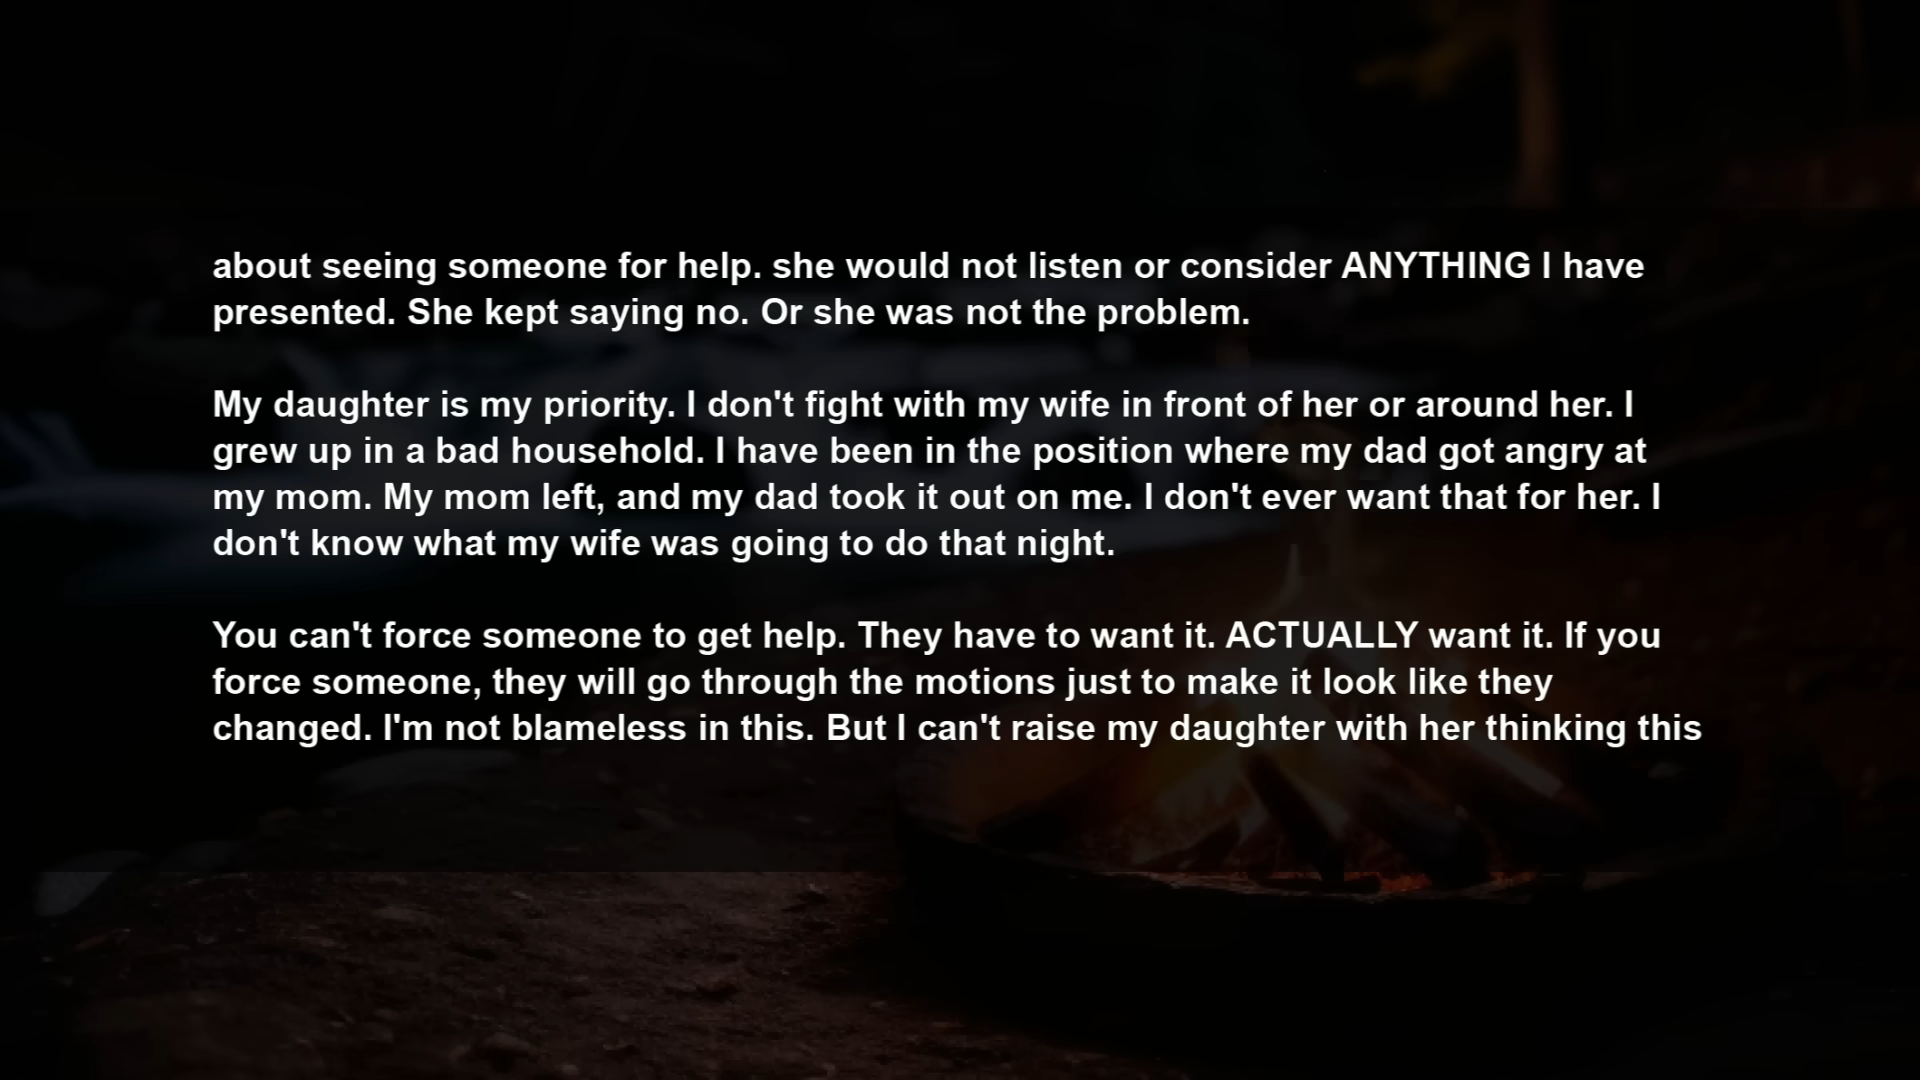 about seeing someone for help. she would not listen or consider ANYTHING I have
presented. She kept saying no. Or she was not the problem.
My daughter is my priority. I don't fight with my wife in front of her or around her. I
grew up in a bad household. I have been in the position where my dad got angry at
my mom. My mom left, and my dad took it out on me. I don't ever want that for her. I
don't know what my wife was going to do that night.
You can't force someone to get help. They have to want it. ACTUALLY want it. If you
force someone, they will go through the motions just to make it look like they
changed. I'm not blameless in this. But I can't raise my daughter with her thinking this